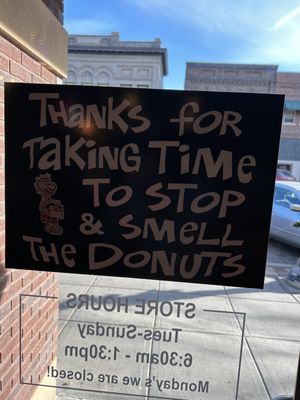 Thanks for
Taking Time
To Stop
& Smell
The Donuts
STORE HOURS
Tues-Sunday
6:30am - 1:30pm
Monday's we are closed!